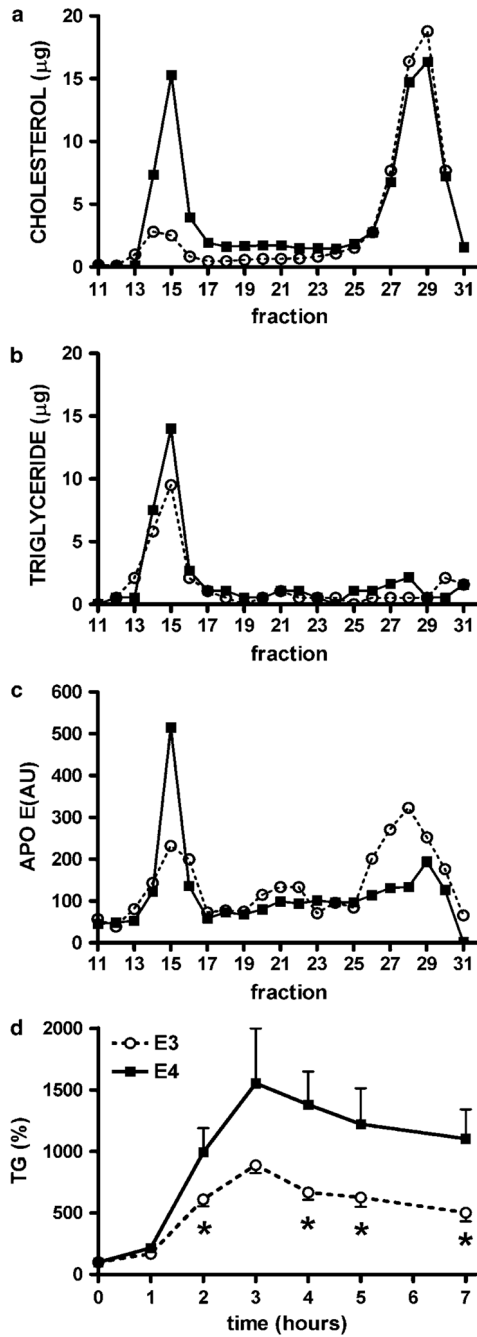 a
CHOLESTEROL (µg)
20
15
10
5
0
11 13 15 17 19 21 23 25 27 29 31
fraction
b
TRIGLYCERIDE (µg)
20
15
10
5
0
11 13 15 17 19 21 23 25 27 29 31
fraction
c
APO E(AU)
600
500
400
300
200
100
0
11 13 15 17 19 21 23 25 27 29 31
fraction
d
TG (%)
2000
1500
1000
500
0
E3
E4
* * * *
0 1 2 3 4 5 6 7
time (hours)